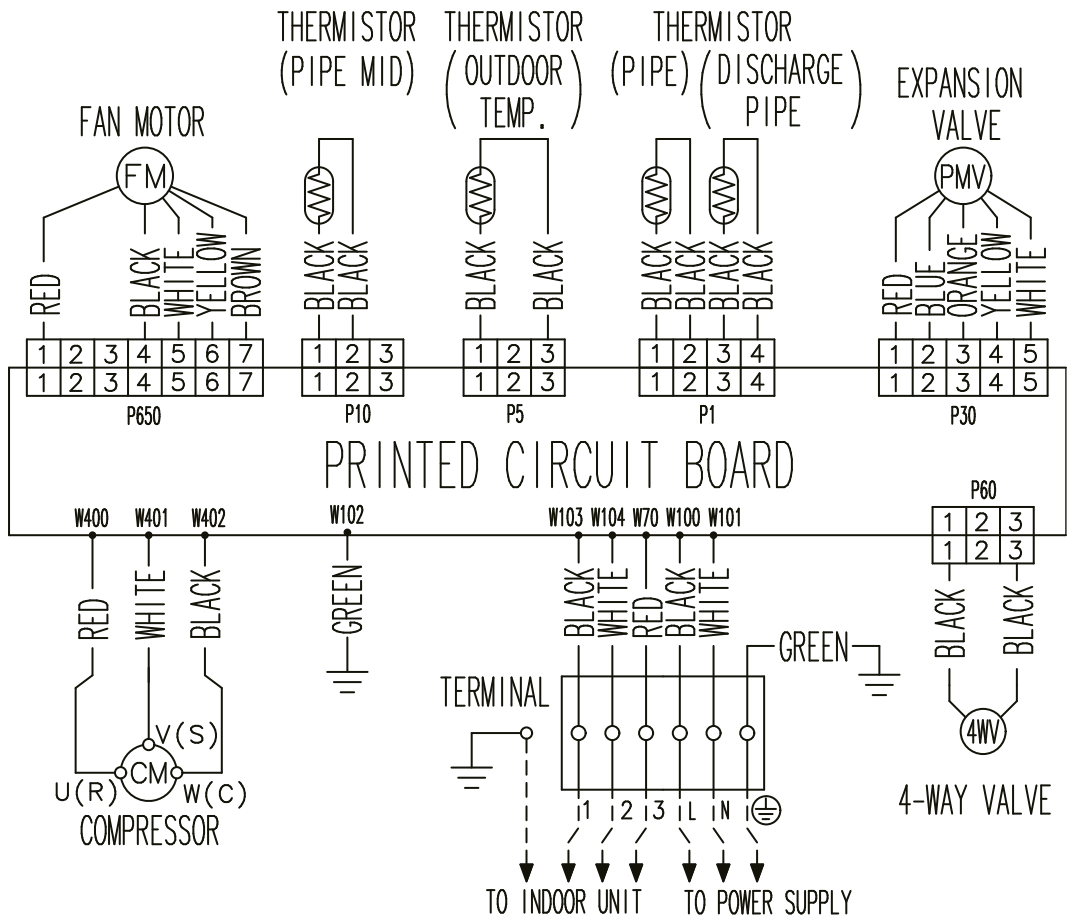 THERMISTOR THERMISTOR THERMISTOR
(PIPE MID) (OUTDOOR TEMP.) (PIPE) (DISCHARGE PIPE)
EXPANSION
VALVE
FAN MOTOR
FM
PMV
RED BLACK WHITE YELLOW BROWN
BLACK BLACK
BLACK BLACK
BLACK BLACK BLACK BLACK
RED BLUE ORANGE YELLOW WHITE
1 2 3 4 5 6 7
1 2 3 4 5 6 7
P650
1 2 3
1 2 3
P10
1 2 3
1 2 3
P5
1 2 3 4
1 2 3 4
P1
1 2 3 4 5
1 2 3 4 5
P30
PRINTED CIRCUIT BOARD
P60
1 2 3
1 2 3
W400 W401 W402 W102 W103 W104 W70 W100 W101
RED WHITE BLACK
GREEN
BLACK WHITE RED BLACK WHITE
GREEN
BLACK BLACK
TERMINAL
4WV
4-WAY VALVE
V(S)
CM
U(R) W(C)
COMPRESSOR
1 2 3 L N
TO INDOOR UNIT TO POWER SUPPLY